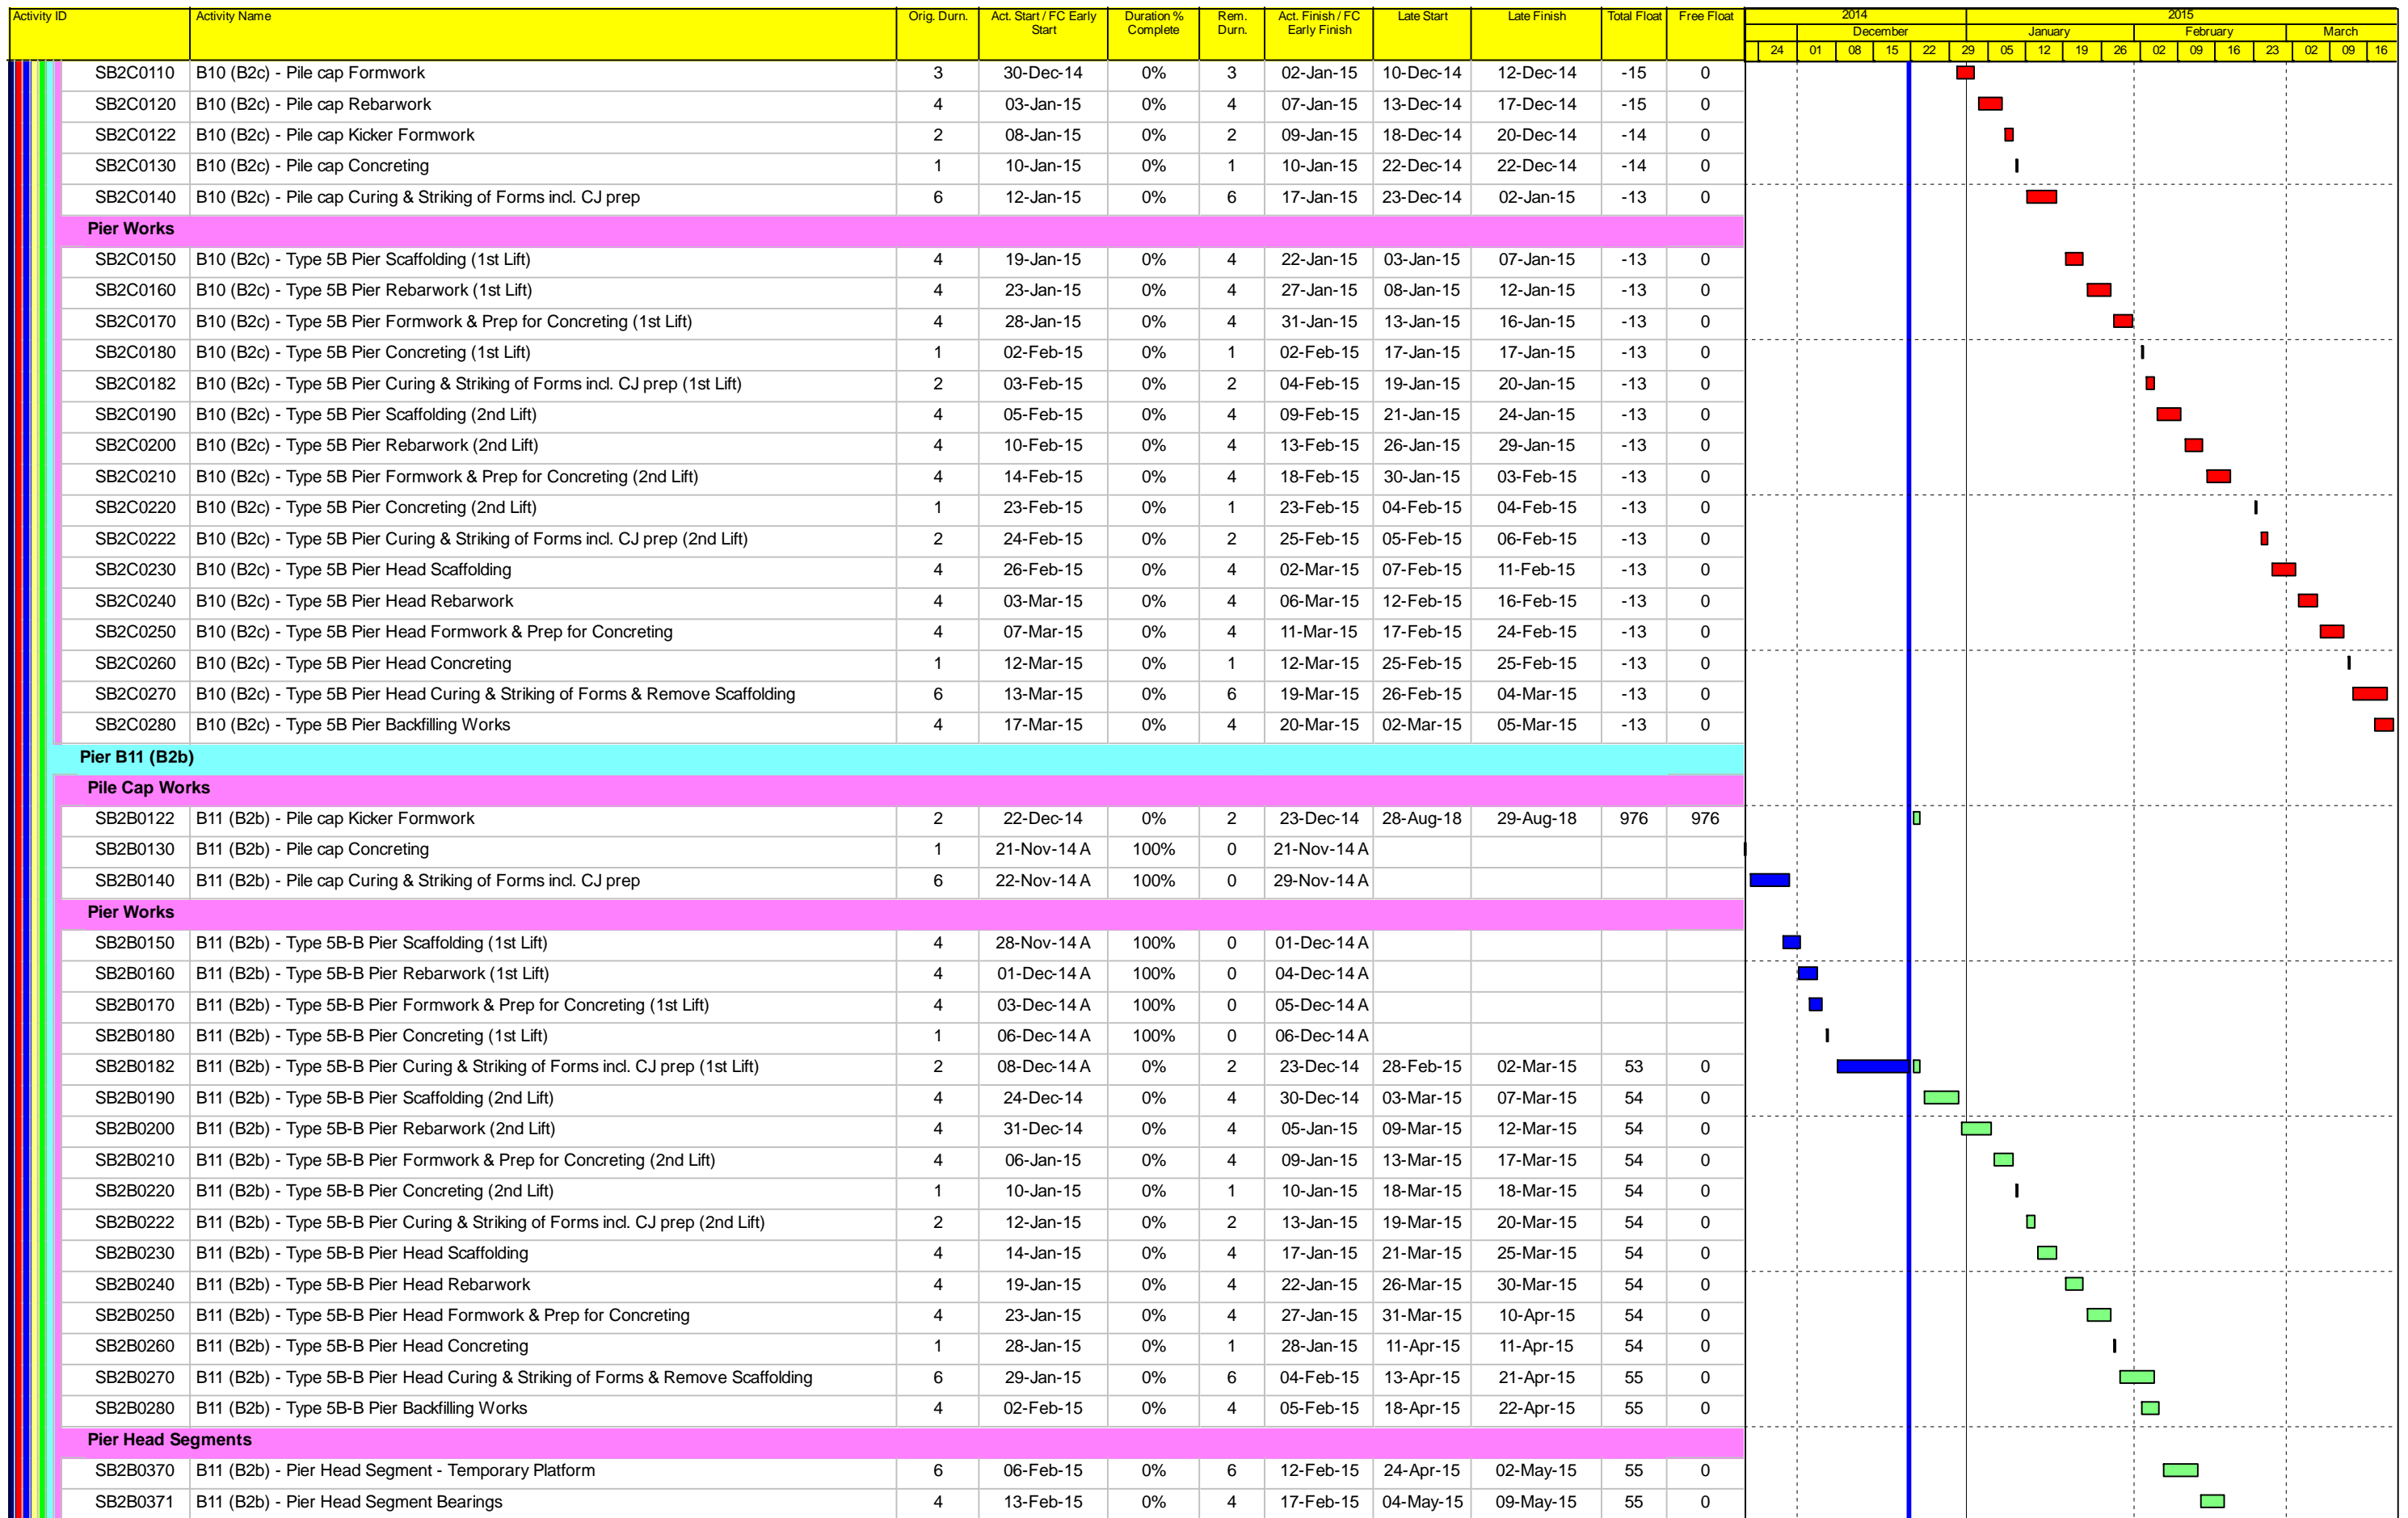 Activity ID Activity Name Orig. Durn. Act. Start / FC Early Start Duration % Complete Rem. Durn. Act. Finish / FC Early Finish Late Start Late Finish Total Float Free Float
2014 2015
December January February March
24 01 08 15 22 29 05 12 19 26 02 09 16 23 02 09 16
SB2C0110 B10 (B2c) - Pile cap Formwork 3 30-Dec-14 0% 3 02-Jan-15 10-Dec-14 12-Dec-14 -15 0
SB2C0120 B10 (B2c) - Pile cap Rebarwork 4 03-Jan-15 0% 4 07-Jan-15 13-Dec-14 17-Dec-14 -15 0
SB2C0122 B10 (B2c) - Pile cap Kicker Formwork 2 08-Jan-15 0% 2 09-Jan-15 18-Dec-14 20-Dec-14 -14 0
SB2C0130 B10 (B2c) - Pile cap Concreting 1 10-Jan-15 0% 1 10-Jan-15 22-Dec-14 22-Dec-14 -14 0
SB2C0140 B10 (B2c) - Pile cap Curing & Striking of Forms incl. CJ prep 6 12-Jan-15 0% 6 17-Jan-15 23-Dec-14 02-Jan-15 -13 0
Pier Works
SB2C0150 B10 (B2c) - Type 5B Pier Scaffolding (1st Lift) 4 19-Jan-15 0% 4 22-Jan-15 03-Jan-15 07-Jan-15 -13 0
SB2C0160 B10 (B2c) - Type 5B Pier Rebarwork (1st Lift) 4 23-Jan-15 0% 4 27-Jan-15 08-Jan-15 12-Jan-15 -13 0
SB2C0170 B10 (B2c) - Type 5B Pier Formwork & Prep for Concreting (1st Lift) 4 28-Jan-15 0% 4 31-Jan-15 13-Jan-15 16-Jan-15 -13 0
SB2C0180 B10 (B2c) - Type 5B Pier Concreting (1st Lift) 1 02-Feb-15 0% 1 02-Feb-15 17-Jan-15 17-Jan-15 -13 0
SB2C0182 B10 (B2c) - Type 5B Pier Curing & Striking of Forms incl. CJ prep (1st Lift) 2 03-Feb-15 0% 2 04-Feb-15 19-Jan-15 20-Jan-15 -13 0
SB2C0190 B10 (B2c) - Type 5B Pier Scaffolding (2nd Lift) 4 05-Feb-15 0% 4 09-Feb-15 21-Jan-15 24-Jan-15 -13 0
SB2C0200 B10 (B2c) - Type 5B Pier Rebarwork (2nd Lift) 4 10-Feb-15 0% 4 13-Feb-15 26-Jan-15 29-Jan-15 -13 0
SB2C0210 B10 (B2c) - Type 5B Pier Formwork & Prep for Concreting (2nd Lift) 4 14-Feb-15 0% 4 18-Feb-15 30-Jan-15 03-Feb-15 -13 0
SB2C0220 B10 (B2c) - Type 5B Pier Concreting (2nd Lift) 1 23-Feb-15 0% 1 23-Feb-15 04-Feb-15 04-Feb-15 -13 0
SB2C0222 B10 (B2c) - Type 5B Pier Curing & Striking of Forms incl. CJ prep (2nd Lift) 2 24-Feb-15 0% 2 25-Feb-15 05-Feb-15 06-Feb-15 -13 0
SB2C0230 B10 (B2c) - Type 5B Pier Head Scaffolding 4 26-Feb-15 0% 4 02-Mar-15 07-Feb-15 11-Feb-15 -13 0
SB2C0240 B10 (B2c) - Type 5B Pier Head Rebarwork 4 03-Mar-15 0% 4 06-Mar-15 12-Feb-15 16-Feb-15 -13 0
SB2C0250 B10 (B2c) - Type 5B Pier Head Formwork & Prep for Concreting 4 07-Mar-15 0% 4 11-Mar-15 17-Feb-15 24-Feb-15 -13 0
SB2C0260 B10 (B2c) - Type 5B Pier Head Concreting 1 12-Mar-15 0% 1 12-Mar-15 25-Feb-15 25-Feb-15 -13 0
SB2C0270 B10 (B2c) - Type 5B Pier Head Curing & Striking of Forms & Remove Scaffolding 6 13-Mar-15 0% 6 19-Mar-15 26-Feb-15 04-Mar-15 -13 0
SB2C0280 B10 (B2c) - Type 5B Pier Backfilling Works 4 17-Mar-15 0% 4 20-Mar-15 02-Mar-15 05-Mar-15 -13 0
Pier B11 (B2b)
Pile Cap Works
SB2B0122 B11 (B2b) - Pile cap Kicker Formwork 2 22-Dec-14 0% 2 23-Dec-14 28-Aug-18 29-Aug-18 976 976
SB2B0130 B11 (B2b) - Pile cap Concreting 1 21-Nov-14 A 100% 0 21-Nov-14 A
SB2B0140 B11 (B2b) - Pile cap Curing & Striking of Forms incl. CJ prep 6 22-Nov-14 A 100% 0 29-Nov-14 A
Pier Works
SB2B0150 B11 (B2b) - Type 5B-B Pier Scaffolding (1st Lift) 4 28-Nov-14 A 100% 0 01-Dec-14 A
SB2B0160 B11 (B2b) - Type 5B-B Pier Rebarwork (1st Lift) 4 01-Dec-14 A 100% 0 04-Dec-14 A
SB2B0170 B11 (B2b) - Type 5B-B Pier Formwork & Prep for Concreting (1st Lift) 4 03-Dec-14 A 100% 0 05-Dec-14 A
SB2B0180 B11 (B2b) - Type 5B-B Pier Concreting (1st Lift) 1 06-Dec-14 A 100% 0 06-Dec-14 A
SB2B0182 B11 (B2b) - Type 5B-B Pier Curing & Striking of Forms incl. CJ prep (1st Lift) 2 08-Dec-14 A 0% 2 23-Dec-14 28-Feb-15 02-Mar-15 53 0
SB2B0190 B11 (B2b) - Type 5B-B Pier Scaffolding (2nd Lift) 4 24-Dec-14 0% 4 30-Dec-14 03-Mar-15 07-Mar-15 54 0
SB2B0200 B11 (B2b) - Type 5B-B Pier Rebarwork (2nd Lift) 4 31-Dec-14 0% 4 05-Jan-15 09-Mar-15 12-Mar-15 54 0
SB2B0210 B11 (B2b) - Type 5B-B Pier Formwork & Prep for Concreting (2nd Lift) 4 06-Jan-15 0% 4 09-Jan-15 13-Mar-15 17-Mar-15 54 0
SB2B0220 B11 (B2b) - Type 5B-B Pier Concreting (2nd Lift) 1 10-Jan-15 0% 1 10-Jan-15 18-Mar-15 18-Mar-15 54 0
SB2B0222 B11 (B2b) - Type 5B-B Pier Curing & Striking of Forms incl. CJ prep (2nd Lift) 2 12-Jan-15 0% 2 13-Jan-15 19-Mar-15 20-Mar-15 54 0
SB2B0230 B11 (B2b) - Type 5B-B Pier Head Scaffolding 4 14-Jan-15 0% 4 17-Jan-15 21-Mar-15 25-Mar-15 54 0
SB2B0240 B11 (B2b) - Type 5B-B Pier Head Rebarwork 4 19-Jan-15 0% 4 22-Jan-15 26-Mar-15 30-Mar-15 54 0
SB2B0250 B11 (B2b) - Type 5B-B Pier Head Formwork & Prep for Concreting 4 23-Jan-15 0% 4 27-Jan-15 31-Mar-15 10-Apr-15 54 0
SB2B0260 B11 (B2b) - Type 5B-B Pier Head Concreting 1 28-Jan-15 0% 1 28-Jan-15 11-Apr-15 11-Apr-15 54 0
SB2B0270 B11 (B2b) - Type 5B-B Pier Head Curing & Striking of Forms & Remove Scaffolding 6 29-Jan-15 0% 6 04-Feb-15 13-Apr-15 21-Apr-15 55 0
SB2B0280 B11 (B2b) - Type 5B-B Pier Backfilling Works 4 02-Feb-15 0% 4 05-Feb-15 18-Apr-15 22-Apr-15 55 0
Pier Head Segments
SB2B0370 B11 (B2b) - Pier Head Segment - Temporary Platform 6 06-Feb-15 0% 6 12-Feb-15 24-Apr-15 02-May-15 55 0
SB2B0371 B11 (B2b) - Pier Head Segment Bearings 4 13-Feb-15 0% 4 17-Feb-15 04-May-15 09-May-15 55 0